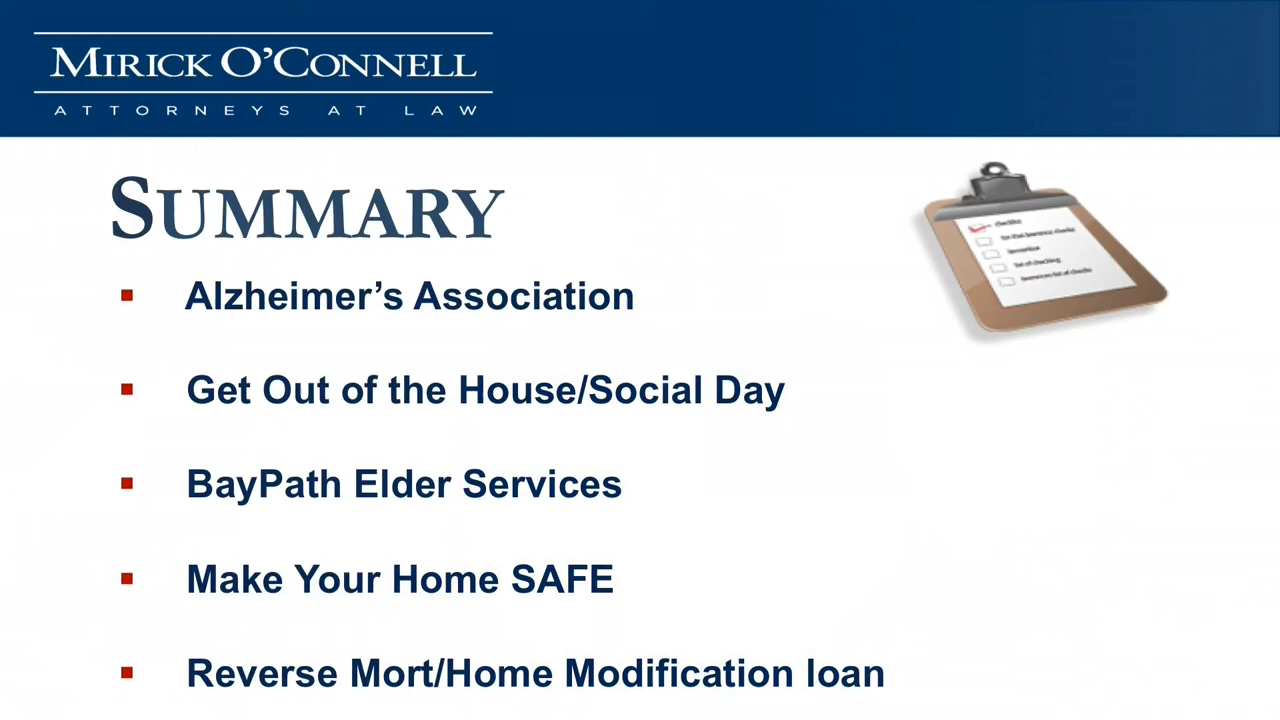 MIRICK O'CONNELL
ATTORNEYS AT LAW
SUMMARY
checklist
▪ Alzheimer’s Association
▪ Get Out of the House/Social Day
▪ BayPath Elder Services
▪ Make Your Home SAFE
▪ Reverse Mort/Home Modification loan